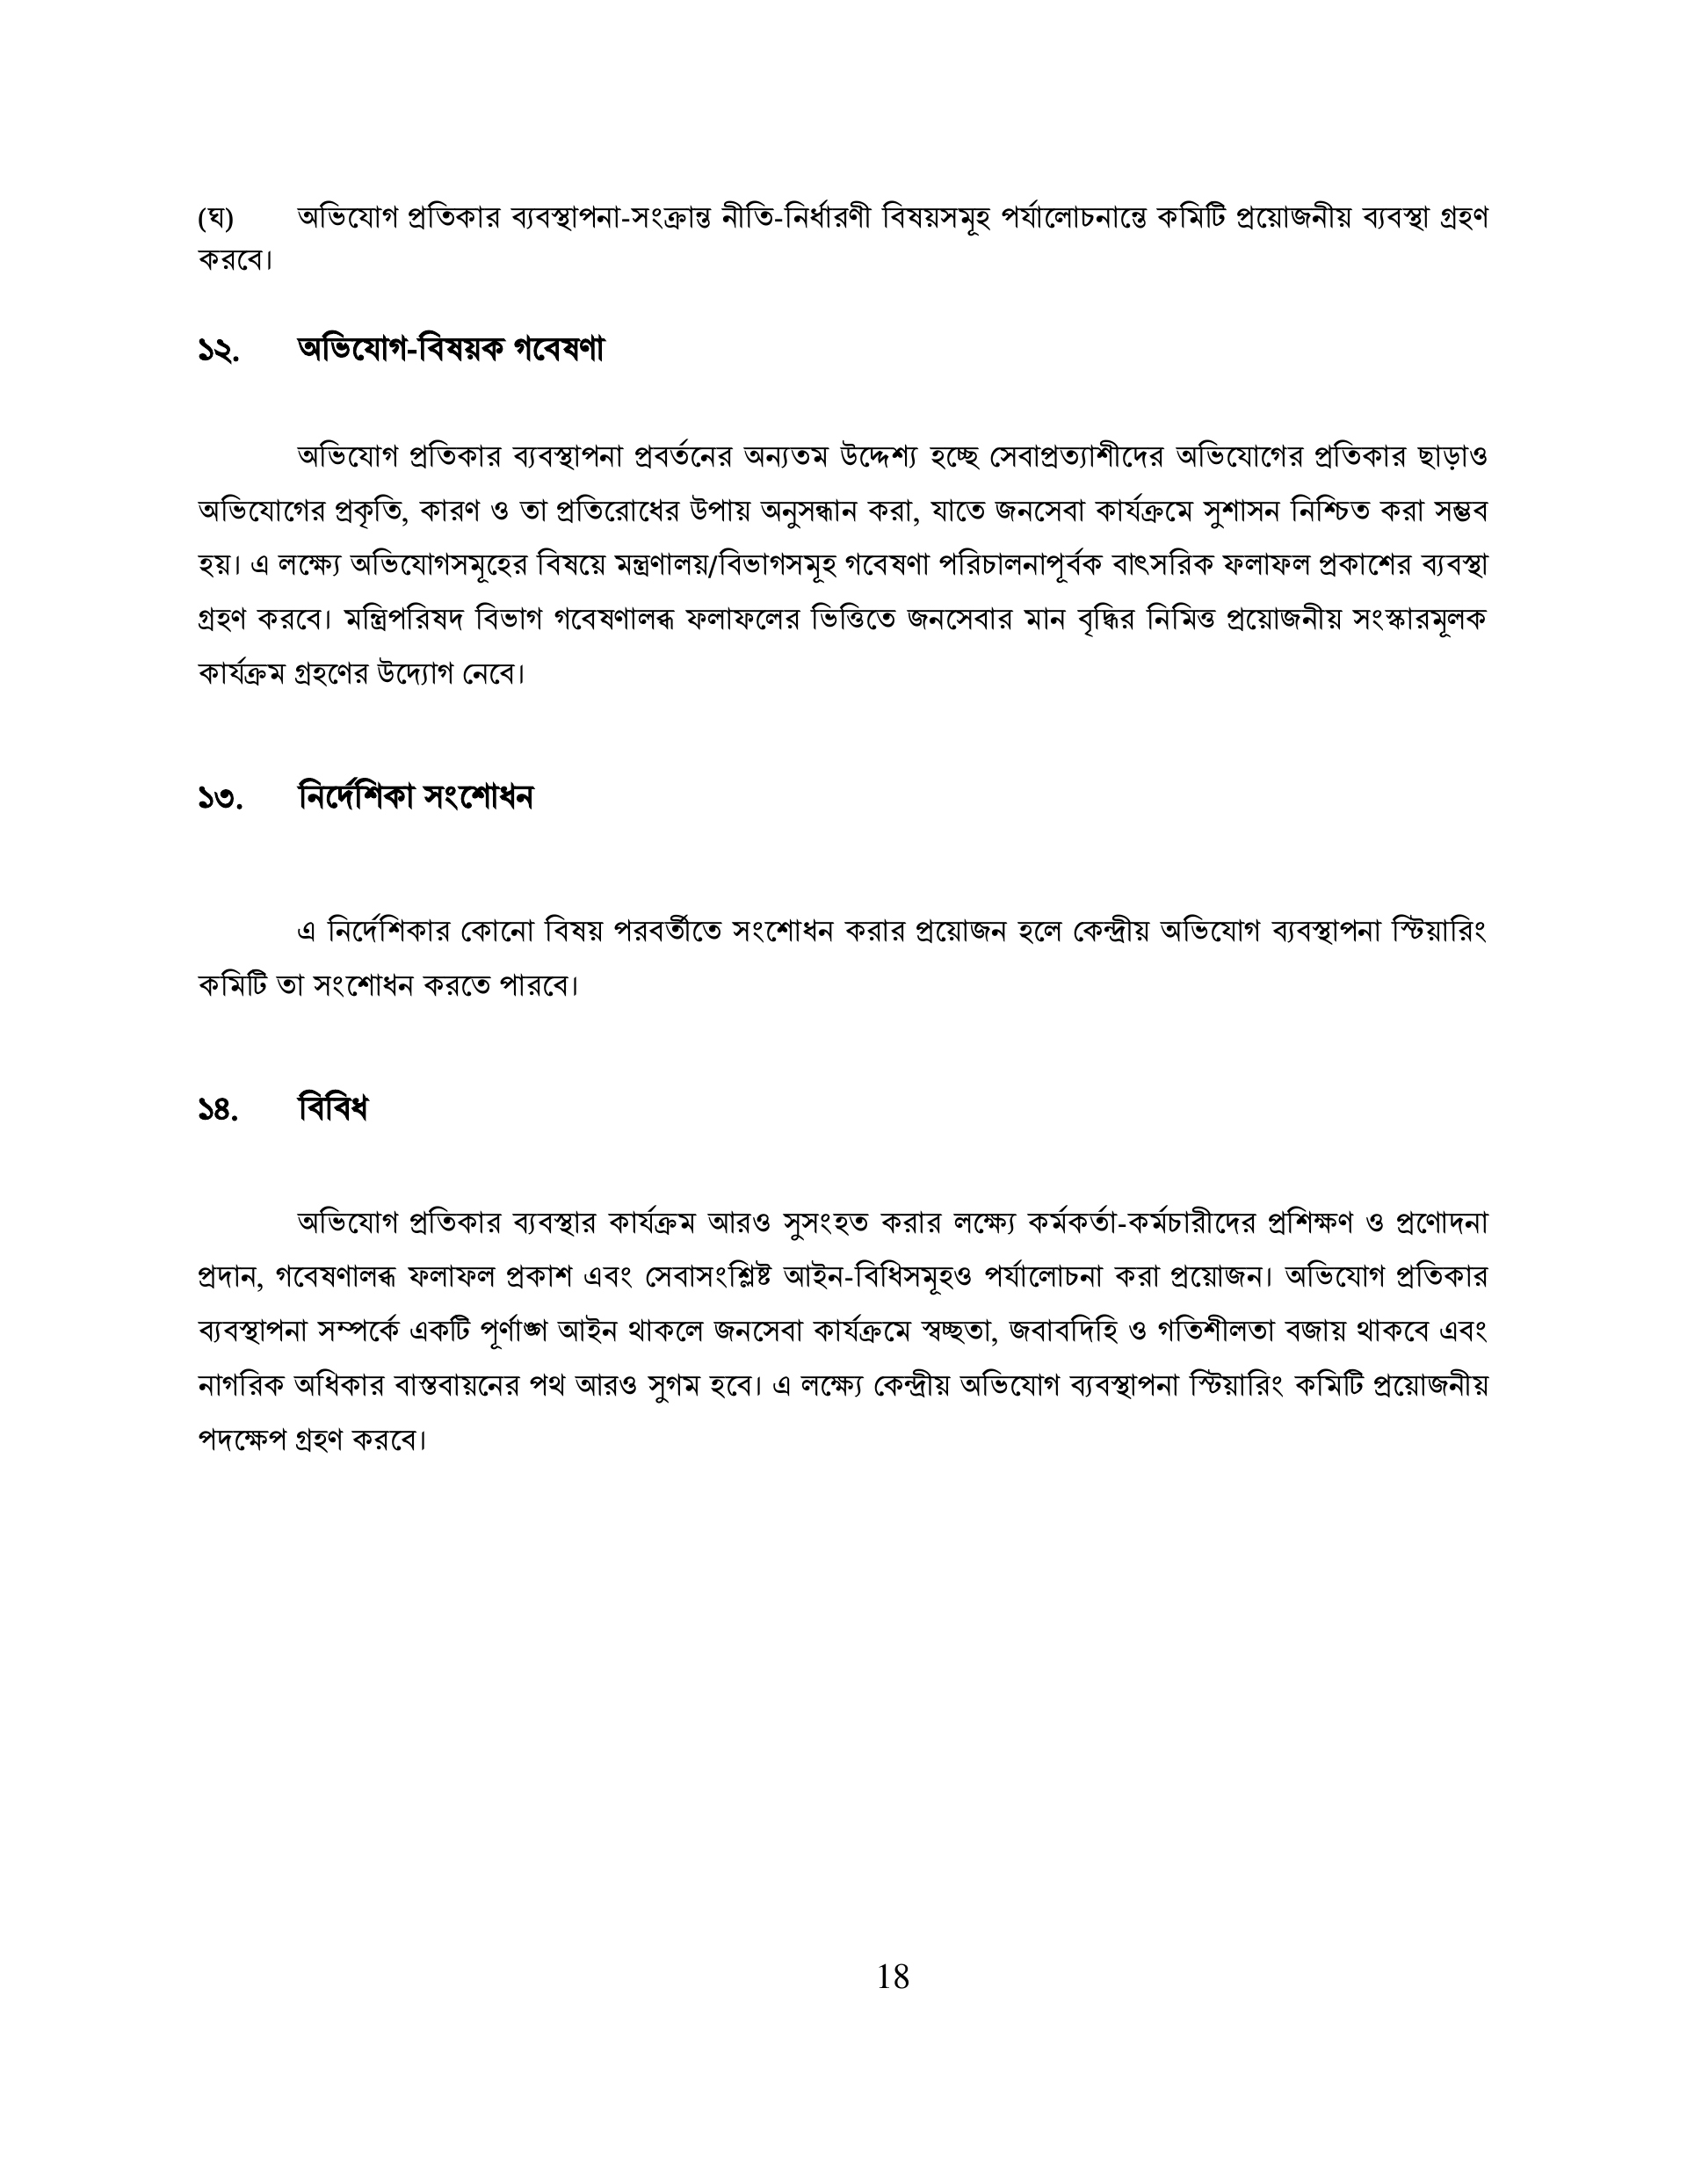 (ঘ) অভিযোগ প্রতিকার ব্যবস্থাপনা-সংক্রান্ত নীতি-নির্ধারণী বিষয়সমূহ পর্যালোচনান্তে কমিটি প্রয়োজনীয় ব্যবস্থা গ্রহণ
করবে।
১২. অভিযোগ-বিষয়ক গবেষণা
অভিযোগ প্রতিকার ব্যবস্থাপনা প্রবর্তনের অন্যতম উদ্দেশ্য হচ্ছে সেবাপ্রত্যাশীদের অভিযোগের প্রতিকার ছাড়াও
অভিযোগের প্রকৃতি, কারণ ও তা প্রতিরোধের উপায় অনুসন্ধান করা, যাতে জনসেবা কার্যক্রমে সুশাসন নিশ্চিত করা সম্ভব
হয়। এ লক্ষ্যে অভিযোগসমূহের বিষয়ে মন্ত্রণালয়/বিভাগসমূহ গবেষণা পরিচালনাপূর্বক বাৎসরিক ফলাফল প্রকাশের ব্যবস্থা
গ্রহণ করবে। মন্ত্রিপরিষদ বিভাগ গবেষণালব্ধ ফলাফলের ভিত্তিতে জনসেবার মান বৃদ্ধির নিমিত্ত প্রয়োজনীয় সংস্কারমূলক
কার্যক্রম গ্রহণের উদ্যোগ নেবে।
১৩. নির্দেশিকা সংশোধন
এ নির্দেশিকার কোনো বিষয় পরবর্তীতে সংশোধন করার প্রয়োজন হলে কেন্দ্রীয় অভিযোগ ব্যবস্থাপনা স্টিয়ারিং
কমিটি তা সংশোধন করতে পারবে।
১৪. বিবিধ
অভিযোগ প্রতিকার ব্যবস্থার কার্যক্রম আরও সুসংহত করার লক্ষ্যে কর্মকর্তা-কর্মচারীদের প্রশিক্ষণ ও প্রণোদনা
প্রদান, গবেষণালব্ধ ফলাফল প্রকাশ এবং সেবাসংশ্লিষ্ট আইন-বিধিসমূহও পর্যালোচনা করা প্রয়োজন। অভিযোগ প্রতিকার
ব্যবস্থাপনা সম্পর্কে একটি পূর্ণাঙ্গ আইন থাকলে জনসেবা কার্যক্রমে স্বচ্ছতা, জবাবদিহি ও গতিশীলতা বজায় থাকবে এবং
নাগরিক অধিকার বাস্তবায়নের পথ আরও সুগম হবে। এ লক্ষ্যে কেন্দ্রীয় অভিযোগ ব্যবস্থাপনা স্টিয়ারিং কমিটি প্রয়োজনীয়
পদক্ষেপ গ্রহণ করবে।
18